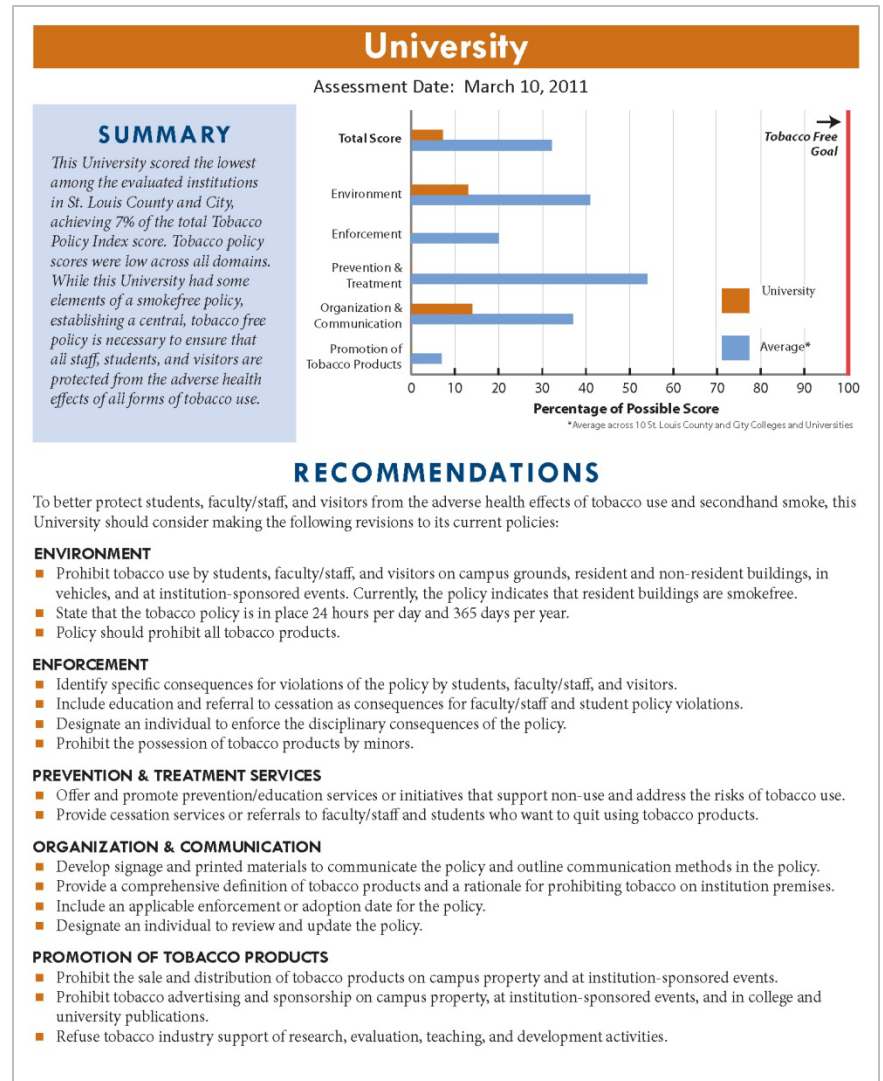 University
Assessment Date: March 10, 2011
SUMMARY
This University scored the lowest
among the evaluated institutions
in St. Louis County and City,
achieving 7% of the total Tobacco
Policy Index score. Tobacco policy
scores were low across all domains.
While this University had some
elements of a smokefree policy,
establishing a central, tobacco free
policy is necessary to ensure that
all staff, students, and visitors are
protected from the adverse health
effects of all forms of tobacco use.
Total Score
Environment
Enforcement
Prevention &
Treatment
Organization &
Communication
Promotion of
Tobacco Products
Tobacco Free
Goal
University
Average*
0 10 20 30 40 50 60 70 80 90 100
Percentage of Possible Score
*Average across 10 St. Louis County and City Colleges and Universities
RECOMMENDATIONS
To better protect students, faculty/staff, and visitors from the adverse health effects of tobacco use and secondhand smoke, this
University should consider making the following revisions to its current policies:
ENVIRONMENT
■ Prohibit tobacco use by students, faculty/staff, and visitors on campus grounds, resident and non-resident buildings, in
vehicles, and at institution-sponsored events. Currently, the policy indicates that resident buildings are smokefree.
■ State that the tobacco policy is in place 24 hours per day and 365 days per year.
■ Policy should prohibit all tobacco products.
ENFORCEMENT
■ Identify specific consequences for violations of the policy by students, faculty/staff, and visitors.
■ Include education and referral to cessation as consequences for faculty/staff and student policy violations.
■ Designate an individual to enforce the disciplinary consequences of the policy.
■ Prohibit the possession of tobacco products by minors.
PREVENTION & TREATMENT SERVICES
■ Offer and promote prevention/education services or initiatives that support non-use and address the risks of tobacco use.
■ Provide cessation services or referrals to faculty/staff and students who want to quit using tobacco products.
ORGANIZATION & COMMUNICATION
■ Develop signage and printed materials to communicate the policy and outline communication methods in the policy.
■ Provide a comprehensive definition of tobacco products and a rationale for prohibiting tobacco on institution premises.
■ Include an applicable enforcement or adoption date for the policy.
■ Designate an individual to review and update the policy.
PROMOTION OF TOBACCO PRODUCTS
■ Prohibit the sale and distribution of tobacco products on campus property and at institution-sponsored events.
■ Prohibit tobacco advertising and sponsorship on campus property, at institution-sponsored events, and in college and
university publications.
■ Refuse tobacco industry support of research, evaluation, teaching, and development activities.